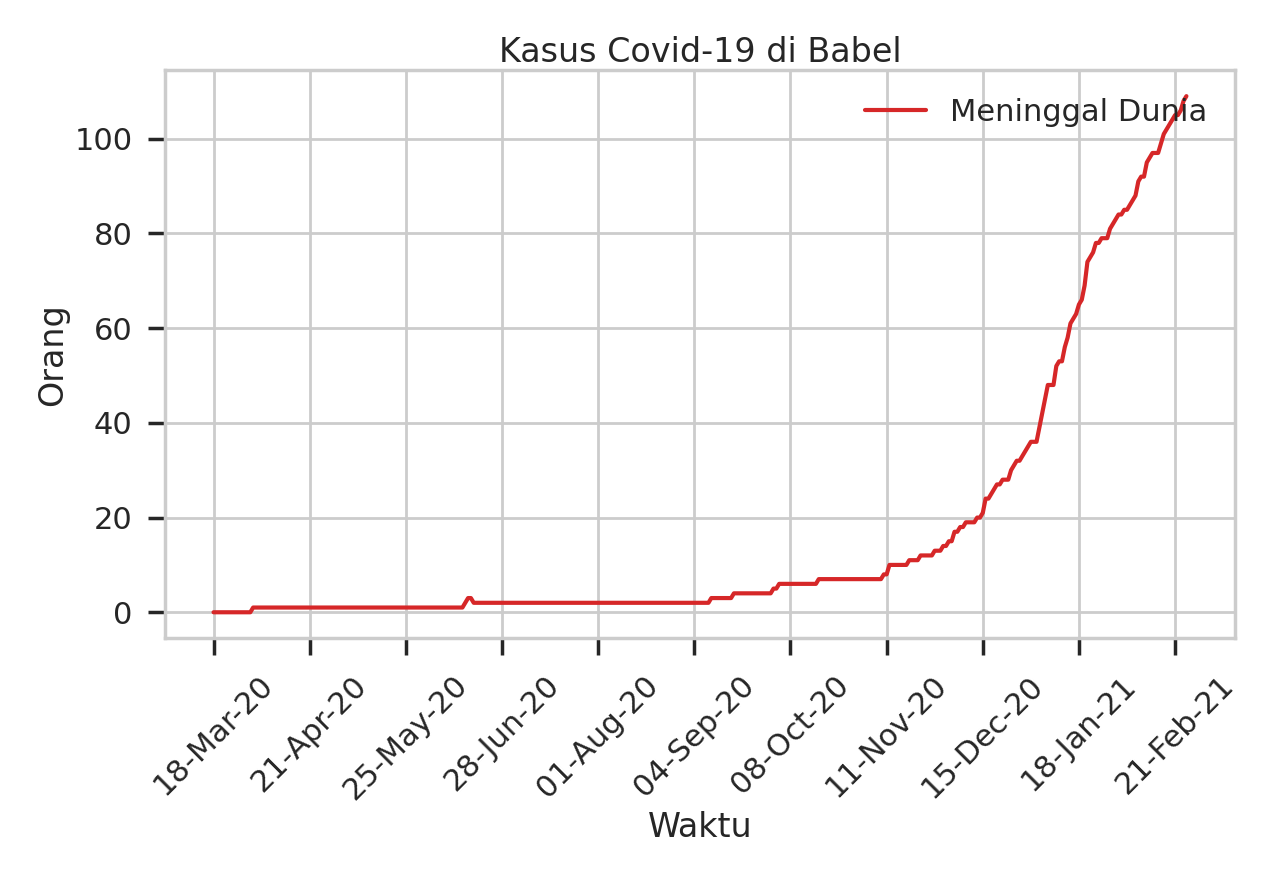 Kasus Covid-19 di Babel
Meninggal Dunia
Orang
100
80
60
40
20
0
18-Mar-20
21-Apr-20
25-May-20
28-Jun-20
01-Aug-20
04-Sep-20
08-Oct-20
11-Nov-20
15-Dec-20
18-Jan-21
21-Feb-21
Waktu